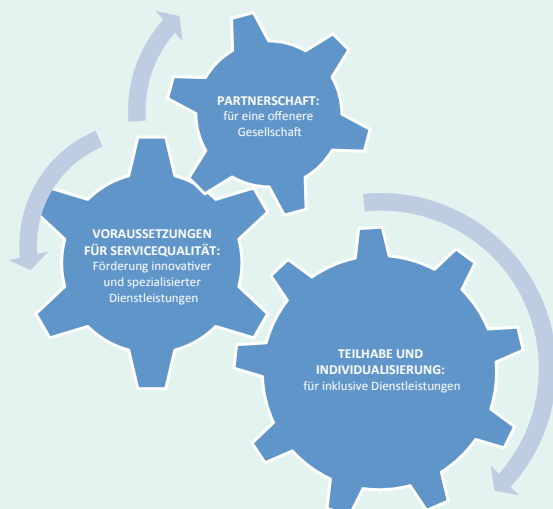 PARTNERSCHAFT:
für eine offenere
Gesellschaft
VORAUSSETZUNGEN
FÜR SERVICEQUALITÄT:
Förderung innovativer
und spezialisierter
Dienstleistungen
TEILHABE UND
INDIVIDUALISIERUNG:
für inklusive Dienstleistungen